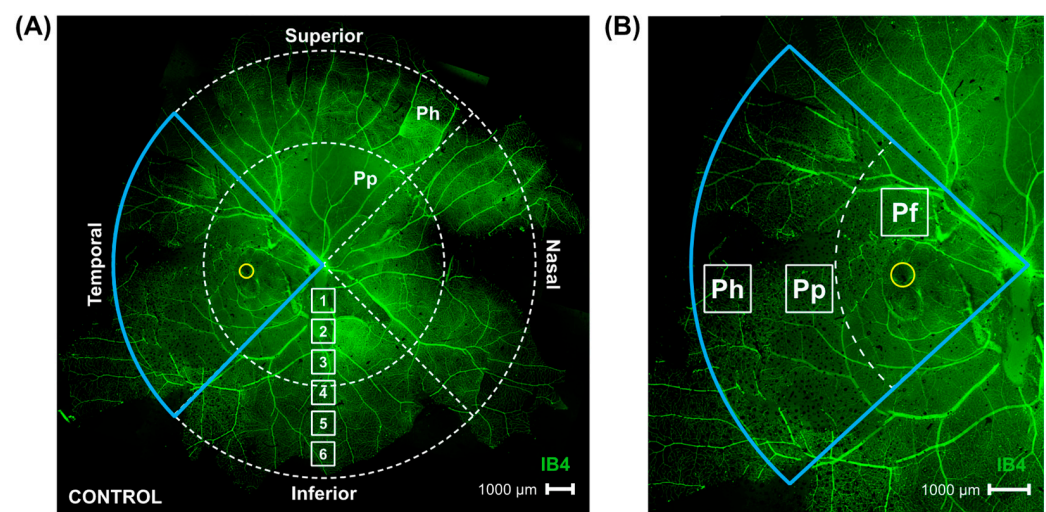 (A)
Superior
Ph
Pp
Temporal
Nasal
1
2
3
4
5
6
IB4
1000 µm
CONTROL
Inferior
(B)
Pf
Ph
Pp
IB4
1000 µm